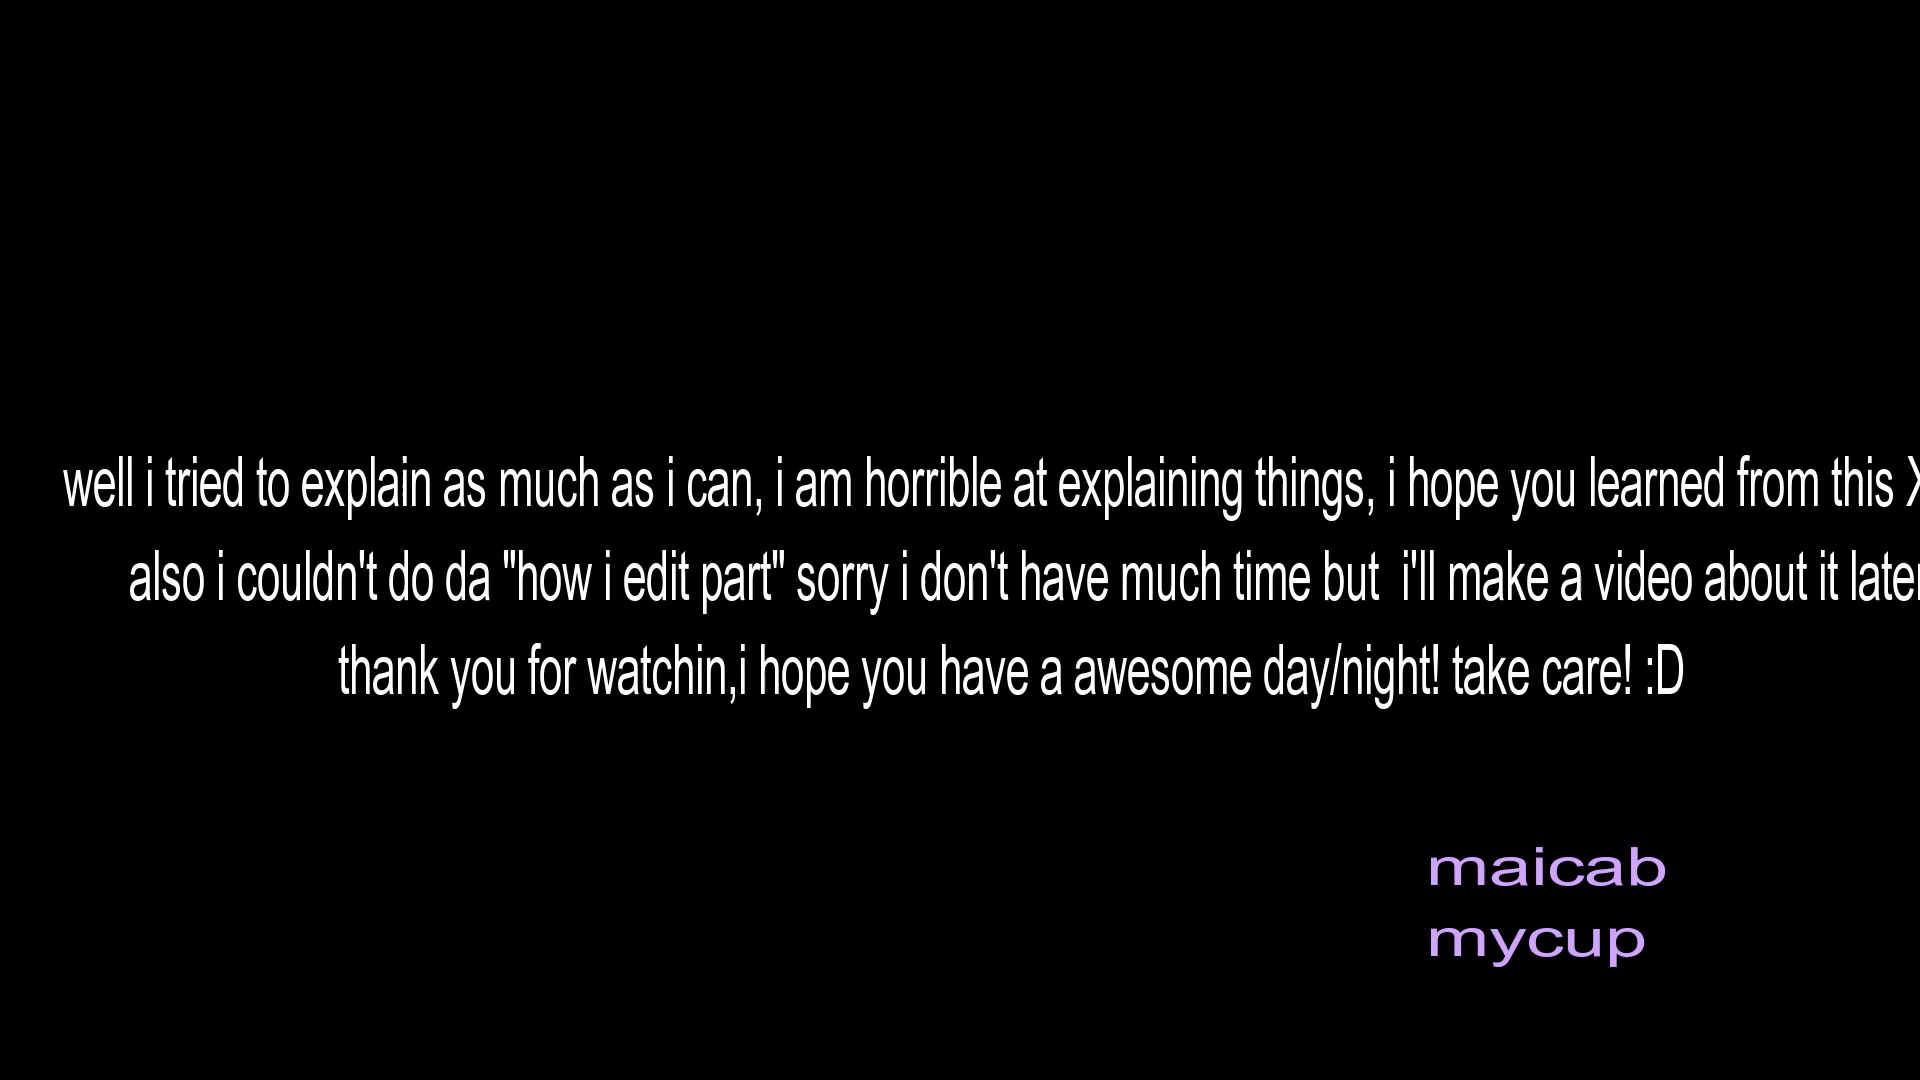 well i tried to explain as much as i can, i am horrible at explaining things, i hope you learned from this X
also i couldn't do da "how i edit part" sorry i don't have much time but  i'll make a video about it later
thank you for watchin,i hope you have a awesome day/night! take care! :D
maicab
mycup